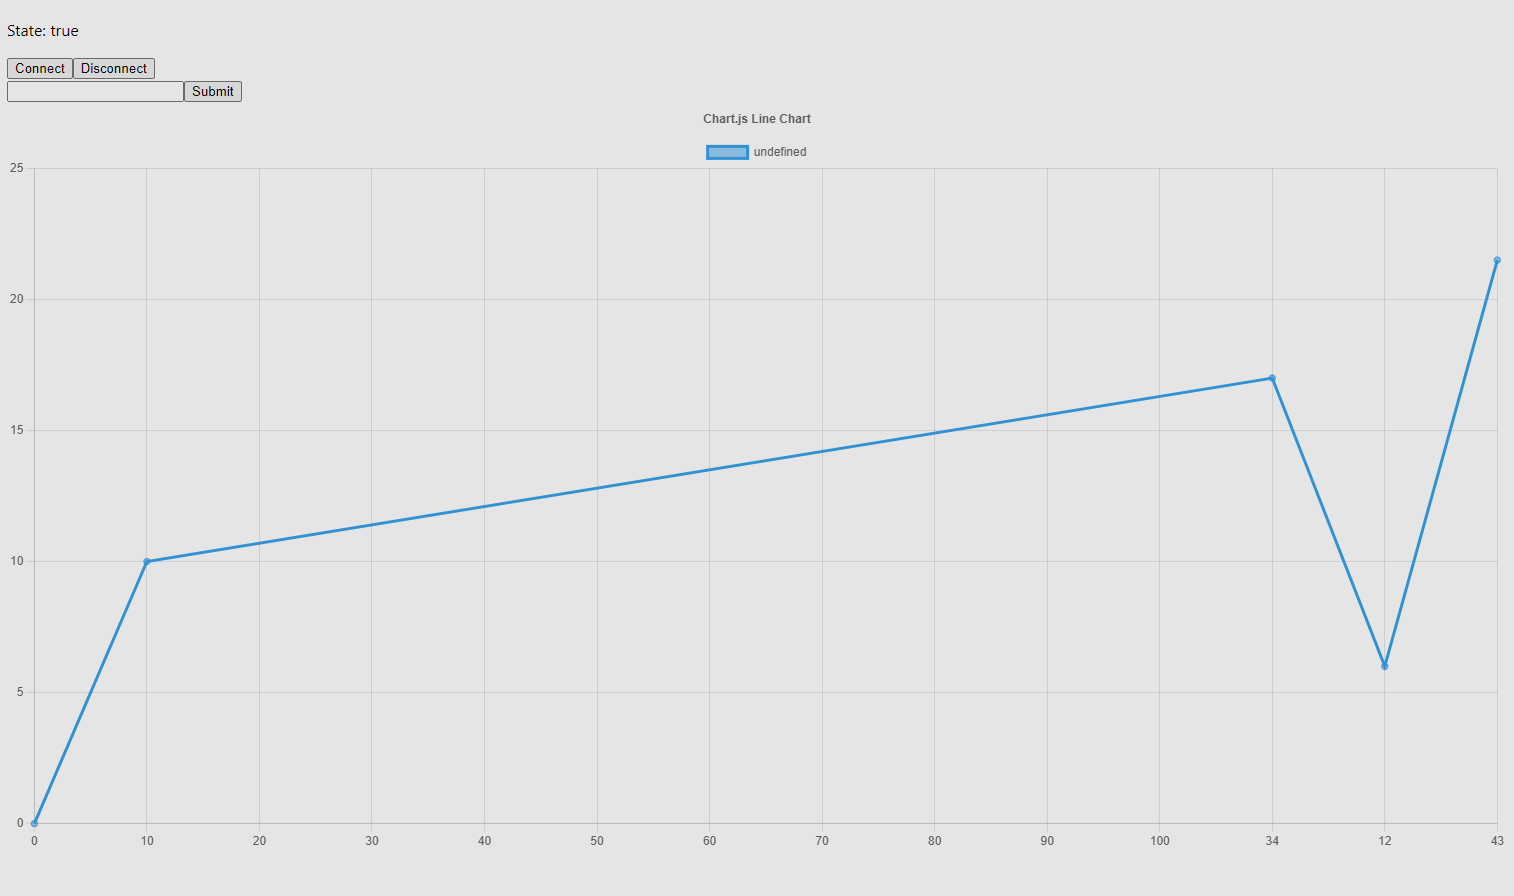 State: true
Connect Disconnect
Submit
Chart.js Line Chart
undefined
25
20
15
10
5
0
0 10 20 30 40 50 60 70 80 90 100 34 12 43